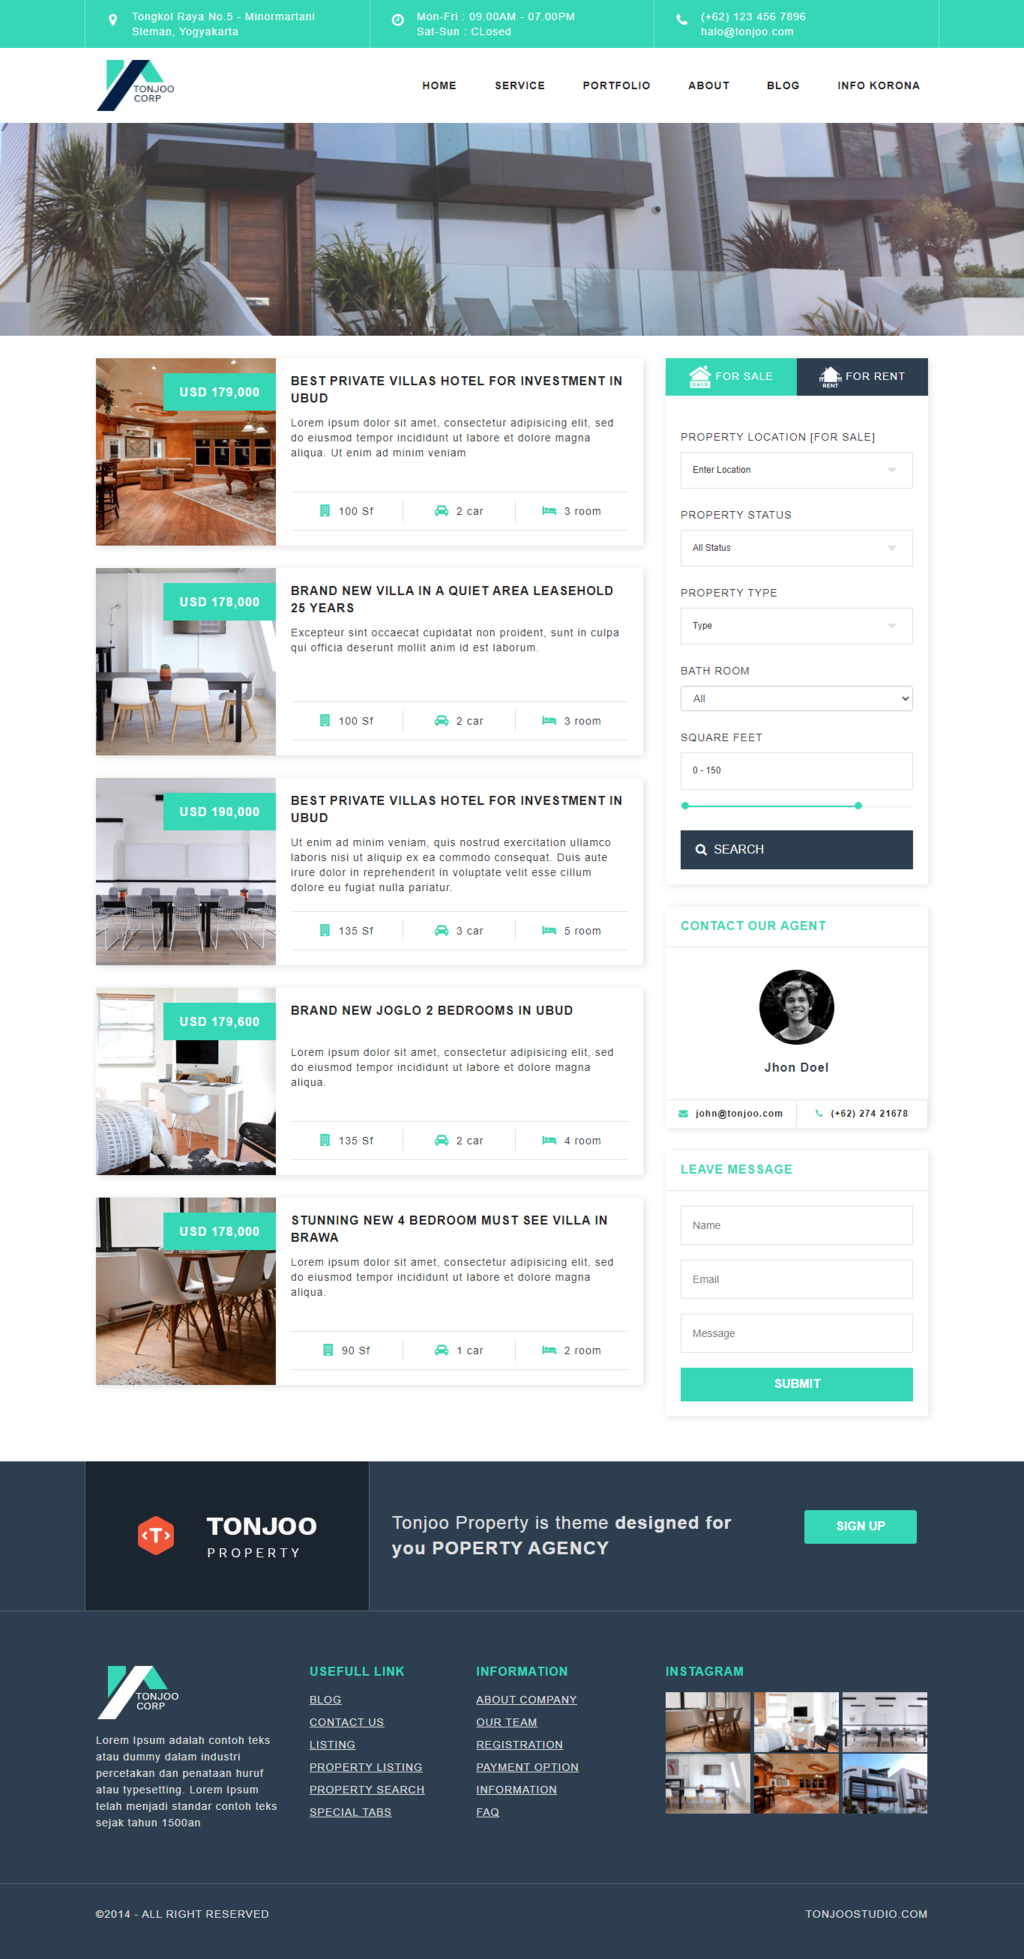 Tongkol Raya No.5 - Minormartani
Sleman, Yogyakarta
Mon-Fri : 09.00AM - 07.00PM
Sat-Sun : CLosed
(+62) 123 456 7896
halo@tonjoo.com
TONJOO
CORP
HOME
SERVICE
PORTFOLIO
ABOUT
BLOG
INFO KORONA
USD 179,000
BEST PRIVATE VILLAS HOTEL FOR INVESTMENT IN
UBUD
Lorem ipsum dolor sit amet, consectetur adipisicing elit, sed
do eiusmod tempor incididunt ut labore et dolore magna
aliqua. Ut enim ad minim veniam
100 Sf
2 car
3 room
USD 178,000
BRAND NEW VILLA IN A QUIET AREA LEASEHOLD
25 YEARS
Excepteur sint occaecat cupidatat non proident, sunt in culpa
qui officia deserunt mollit anim id est laborum.
100 Sf
2 car
3 room
USD 190,000
BEST PRIVATE VILLAS HOTEL FOR INVESTMENT IN
UBUD
Ut enim ad minim veniam, quis nostrud exercitation ullamco
laboris nisi ut aliquip ex ea commodo consequat. Duis aute
irure dolor in reprehenderit in voluptate velit esse cillum
dolore eu fugiat nulla pariatur.
135 Sf
3 car
5 room
USD 179,600
BRAND NEW JOGLO 2 BEDROOMS IN UBUD
Lorem ipsum dolor sit amet, consectetur adipisicing elit, sed
do eiusmod tempor incididunt ut labore et dolore magna
aliqua.
135 Sf
2 car
4 room
USD 178,000
STUNNING NEW 4 BEDROOM MUST SEE VILLA IN
BRAWA
Lorem ipsum dolor sit amet, consectetur adipisicing elit, sed
do eiusmod tempor incididunt ut labore et dolore magna
aliqua.
90 Sf
1 car
2 room
SALE
FOR SALE
RENT
FOR RENT
PROPERTY LOCATION [FOR SALE]
Enter Location
PROPERTY STATUS
All Status
PROPERTY TYPE
Type
BATH ROOM
All
SQUARE FEET
0 - 150
SEARCH
CONTACT OUR AGENT
Jhon Doel
john@tonjoo.com
(+62) 274 21678
LEAVE MESSAGE
Name
Email
Message
SUBMIT
<T>
TONJOO
PROPERTY
Tonjoo Property is theme designed for
you POPERTY AGENCY
SIGN UP
TONJOO
CORP
Lorem Ipsum adalah contoh teks
atau dummy dalam industri
percetakan dan penataan huruf
atau typesetting. Lorem Ipsum
telah menjadi standar contoh teks
sejak tahun 1500an
USEFULL LINK
BLOG
CONTACT US
LISTING
PROPERTY LISTING
PROPERTY SEARCH
SPECIAL TABS
INFORMATION
ABOUT COMPANY
OUR TEAM
REGISTRATION
PAYMENT OPTION
INFORMATION
FAQ
INSTAGRAM
©2014 - ALL RIGHT RESERVED
TONJOOSTUDIO.COM